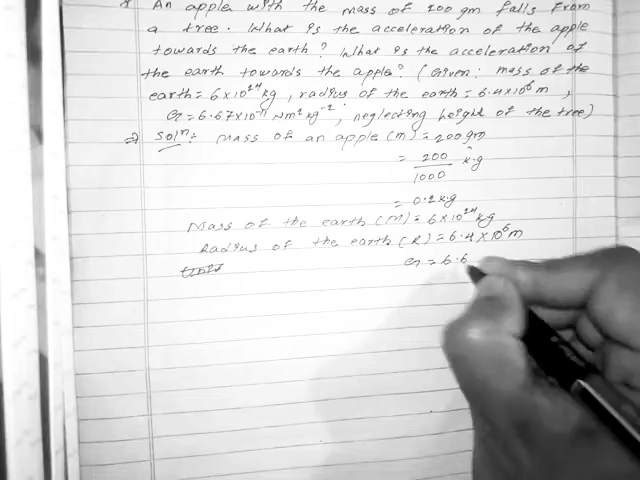 An apple with the mass of 200 gm falls from
a tree. What is the acceleration of the apple
towards the earth? What is the acceleration of
the earth towards the apple? (Given: mass of the
earth = 6×10²⁴ kg, radius of the earth = 6.4×10⁶ m,
G = 6.67×10⁻¹¹ Nm²kg⁻², neglecting height of the tree)
⇒ Solⁿ: Mass of an apple (m) = 200 gm
= 200/1000 kg
= 0.2 kg
Mass of the earth (M) = 6×10²⁴ kg
Radius of the earth (R) = 6.4×10⁶ m
G = 6.6